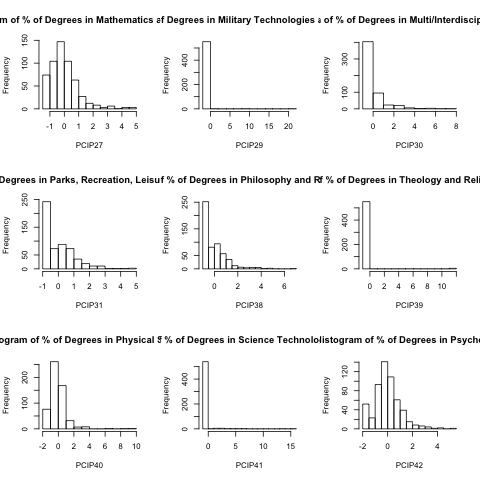 m of % of Degrees in Mathematics a
Frequency
0 50 100 150
-1 0 1 2 3 4 5
PCIP27
f Degrees in Military Technologies a
Frequency
0 200 400
0 5 10 15 20
PCIP29
of % of Degrees in Multi/Interdiscip
Frequency
0 100 300
0 2 4 6 8
PCIP30
Degrees in Parks, Recreation, Leisu
Frequency
0 50 150 250
-1 0 1 2 3 4 5
PCIP31
f % of Degrees in Philosophy and R
Frequency
0 50 150 250
0 2 4 6
PCIP38
f % of Degrees in Theology and Reli
Frequency
0 200 400
0 2 4 6 8 10
PCIP39
ogram of % of Degrees in Physical S
Frequency
0 100 200
-2 0 2 4 6 8 10
PCIP40
f % of Degrees in Science Technolo
Frequency
0 200 400
0 5 10 15
PCIP41
listogram of % of Degrees in Psycho
Frequency
0 40 80 120
-2 0 2 4
PCIP42